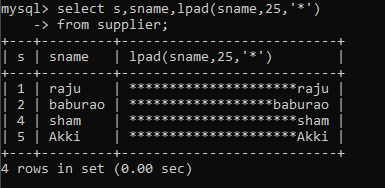 mysql> select s,sname,lpad(sname,25,'*')
    -> from supplier;
+---+---------+---------------------------+
| s | sname   | lpad(sname,25,'*')        |
+---+---------+---------------------------+
| 1 | raju    | *********************raju |
| 2 | baburao | ******************baburao |
| 4 | sham    | *********************sham |
| 5 | Akki    | *********************Akki |
+---+---------+---------------------------+
4 rows in set (0.00 sec)